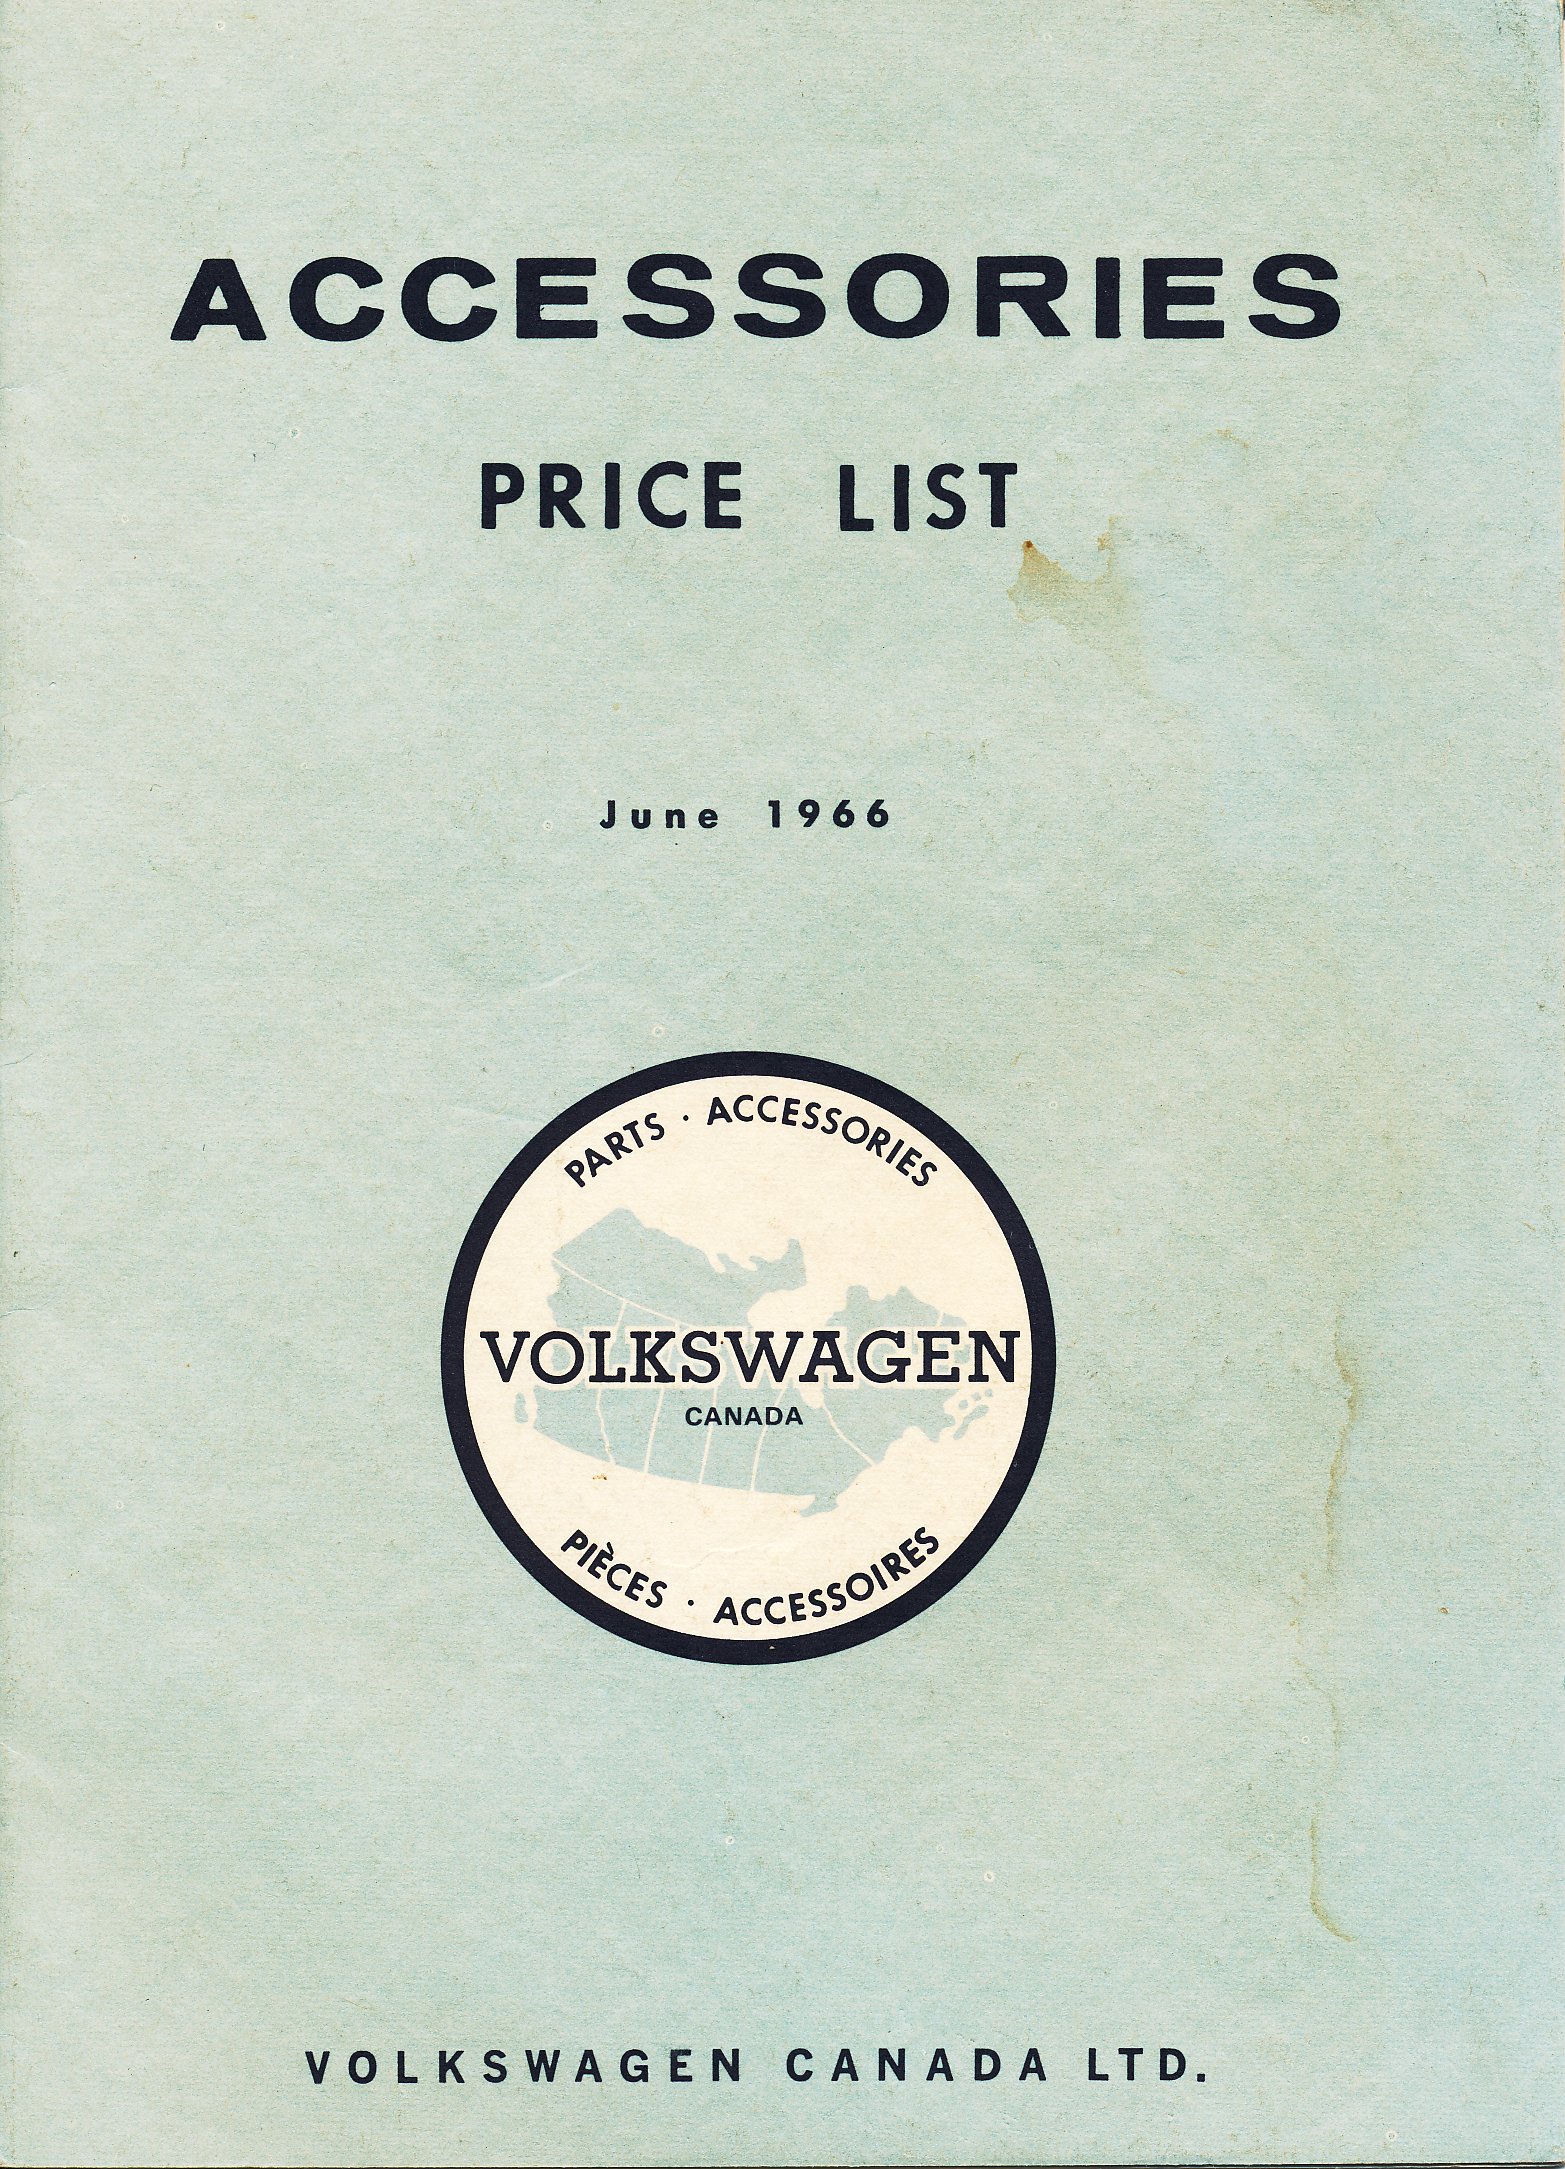 ACCESSORIES
PRICE LIST
June 1966
PARTS · ACCESSORIES
VOLKSWAGEN
CANADA
PIÈCES · ACCESSOIRES
VOLKSWAGEN CANADA LTD.